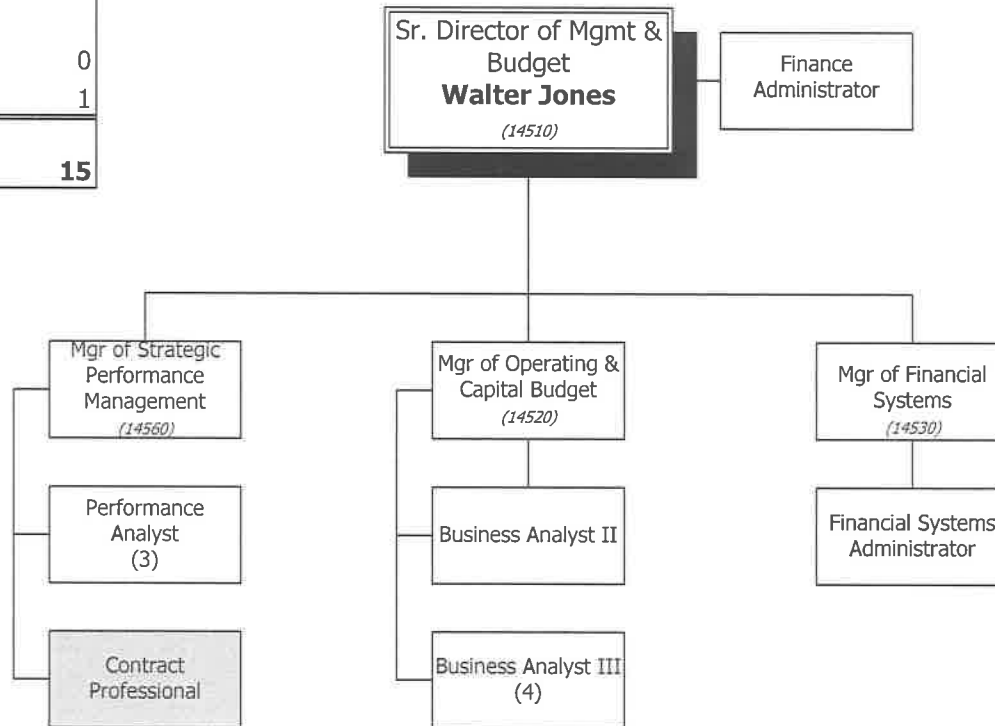 0
1
15
Sr. Director of Mgmt &
Budget
Walter Jones
(14510)
Finance
Administrator
Mgr of Strategic
Performance
Management
(14560)
Mgr of Operating &
Capital Budget
(14520)
Mgr of Financial
Systems
(14530)
Performance
Analyst
(3)
Business Analyst II
Financial Systems
Administrator
Contract
Professional
Business Analyst III
(4)